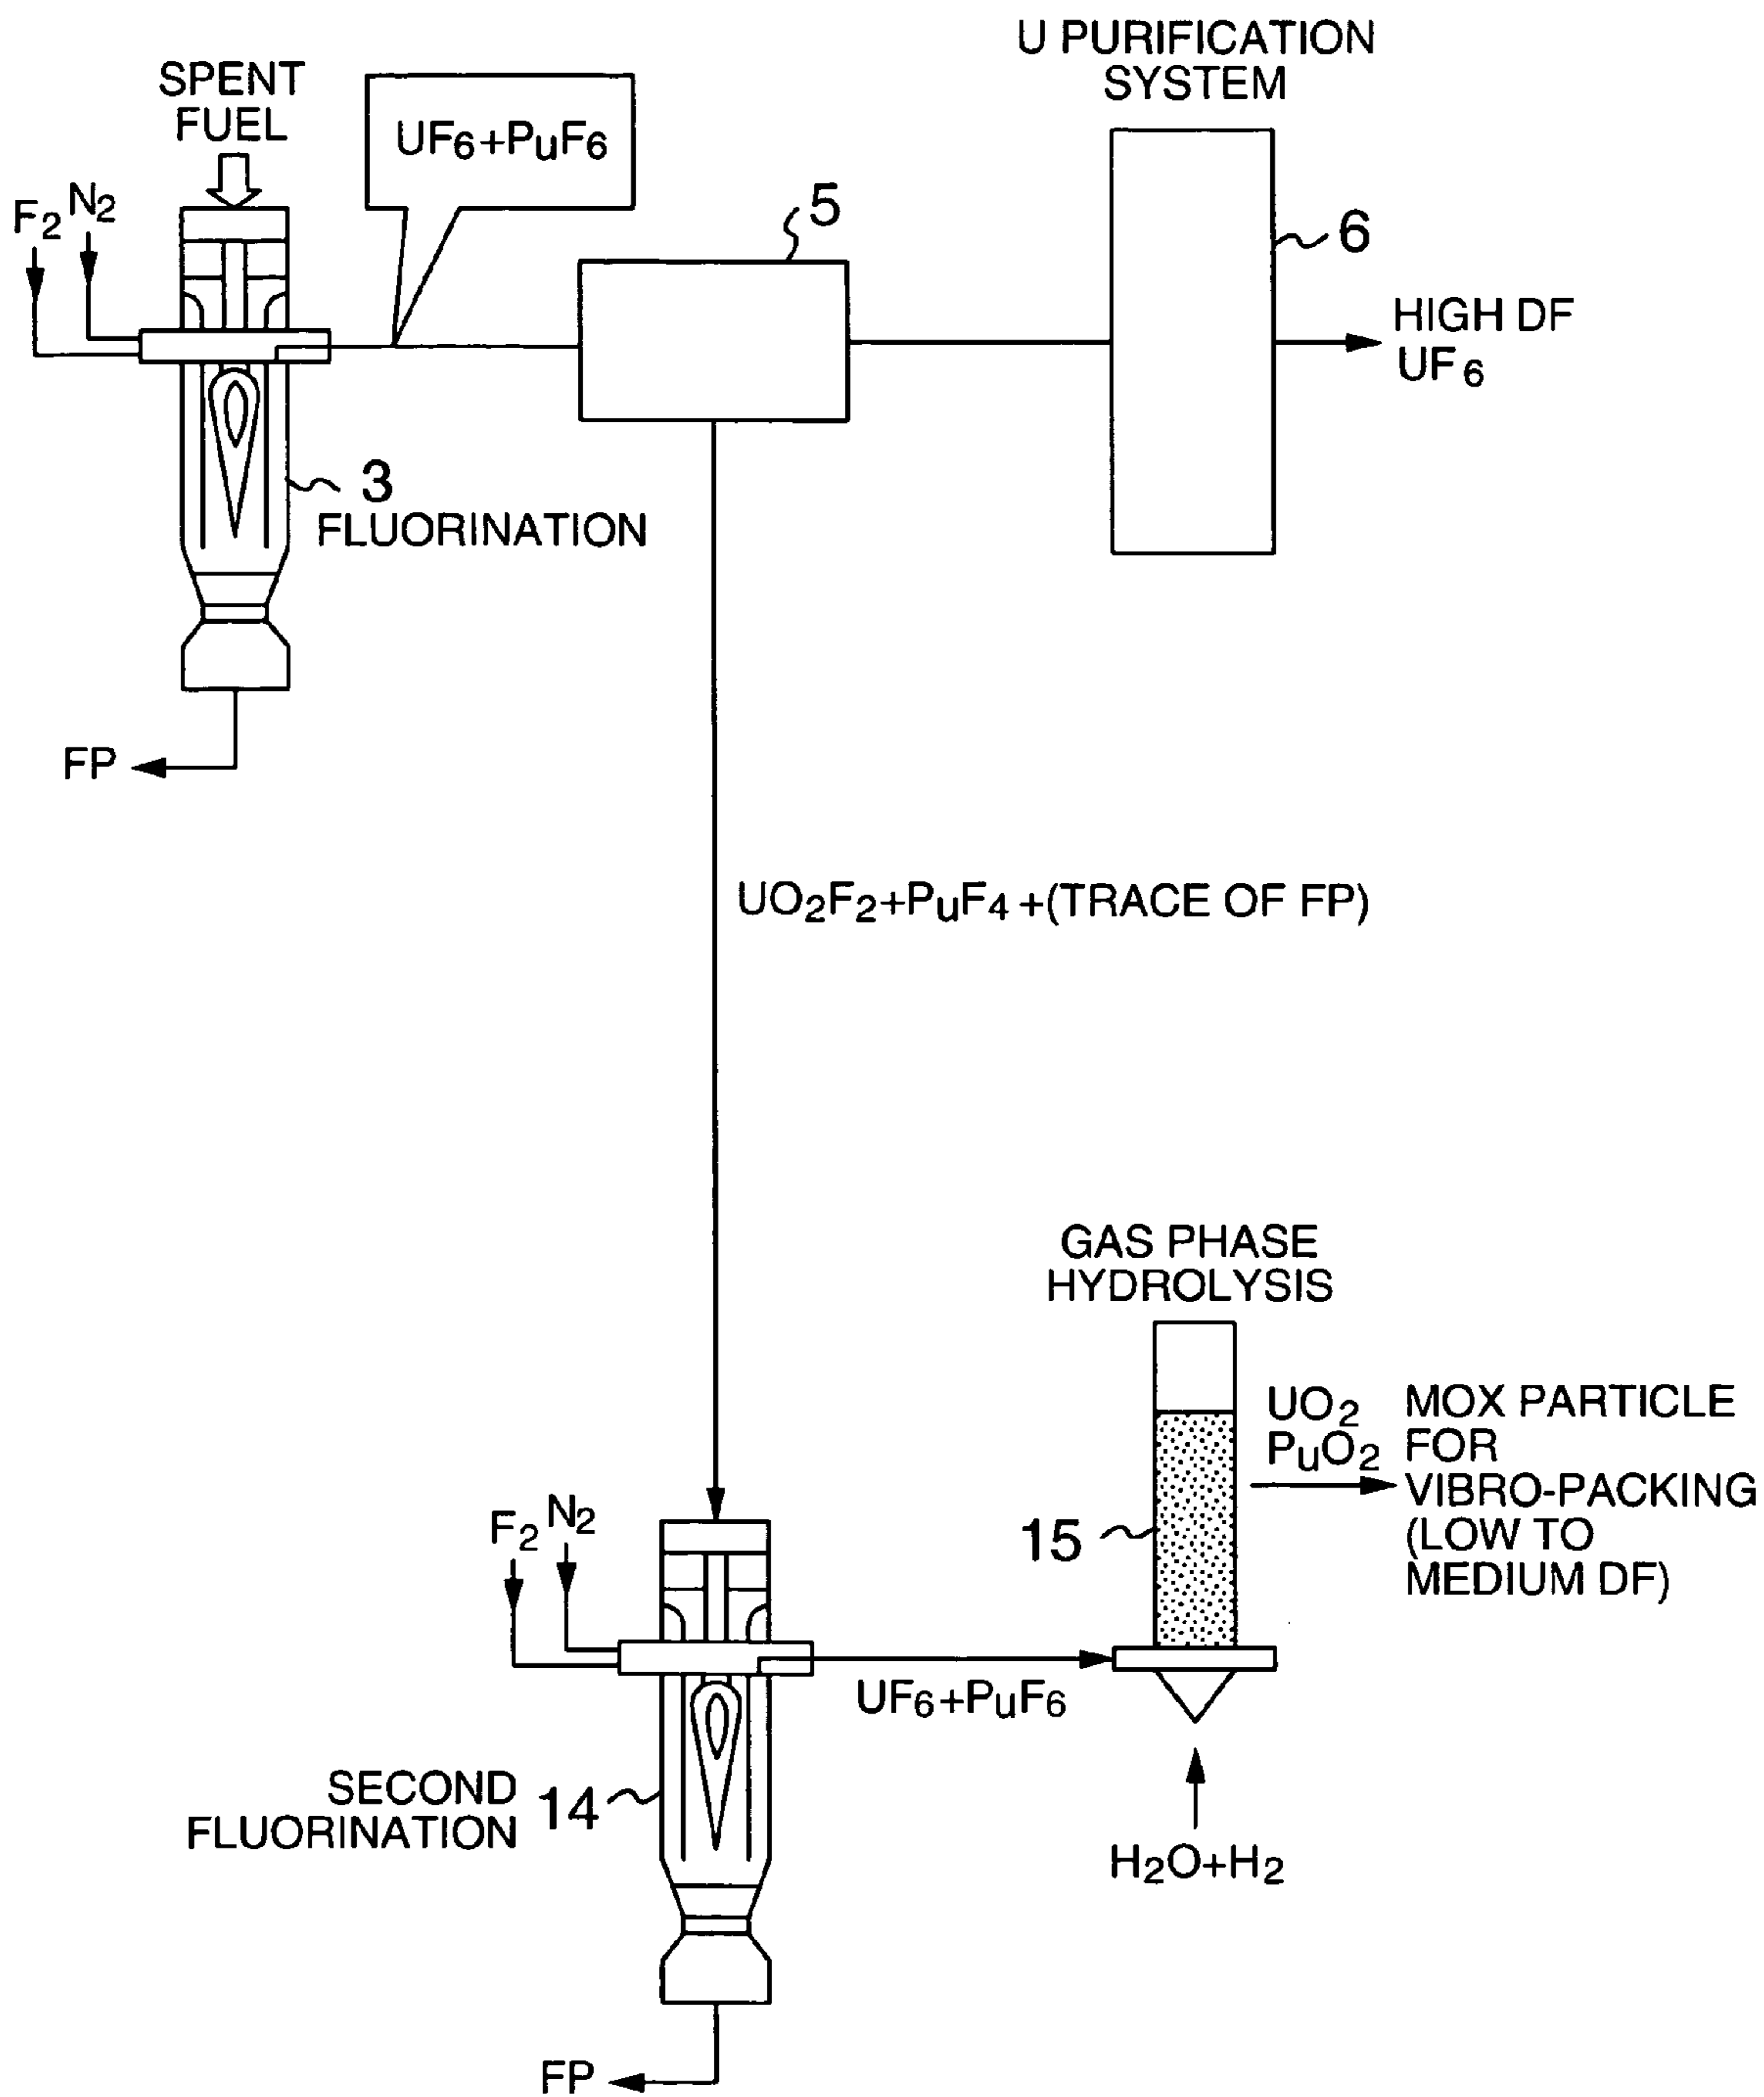 U PURIFICATION
SYSTEM
SPENT
FUEL
UF6+PuF6
F2 N2
5
6
HIGH DF
UF6
3
FLUORINATION
FP
UO2F2+PuF4+(TRACE OF FP)
GAS PHASE
HYDROLYSIS
UO2
PuO2
MOX PARTICLE
FOR
VIBRO-PACKING
(LOW TO
MEDIUM DF)
15
F2 N2
UF6+PuF6
SECOND
FLUORINATION
14
H2O+H2
FP